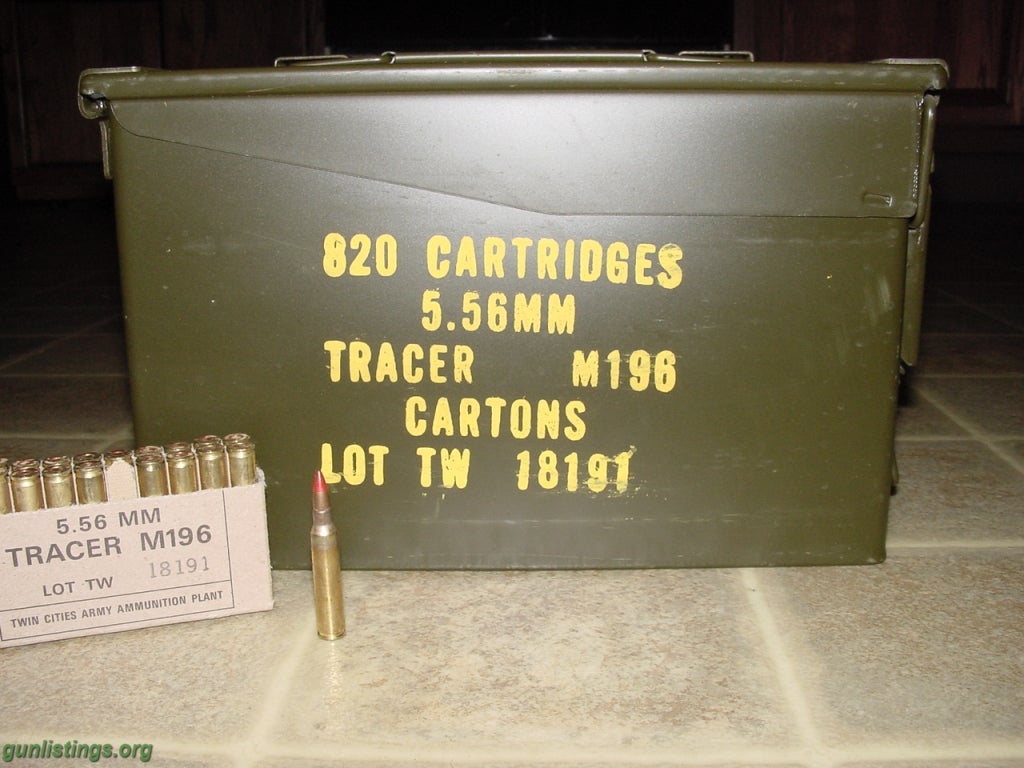 820 CARTRIDGES
5.56MM
TRACER M196
CARTONS
LOT TW 18191
5.56 MM
TRACER M196
LOT TW 18191
TWIN CITIES ARMY AMMUNITION PLANT
gunlistings.org